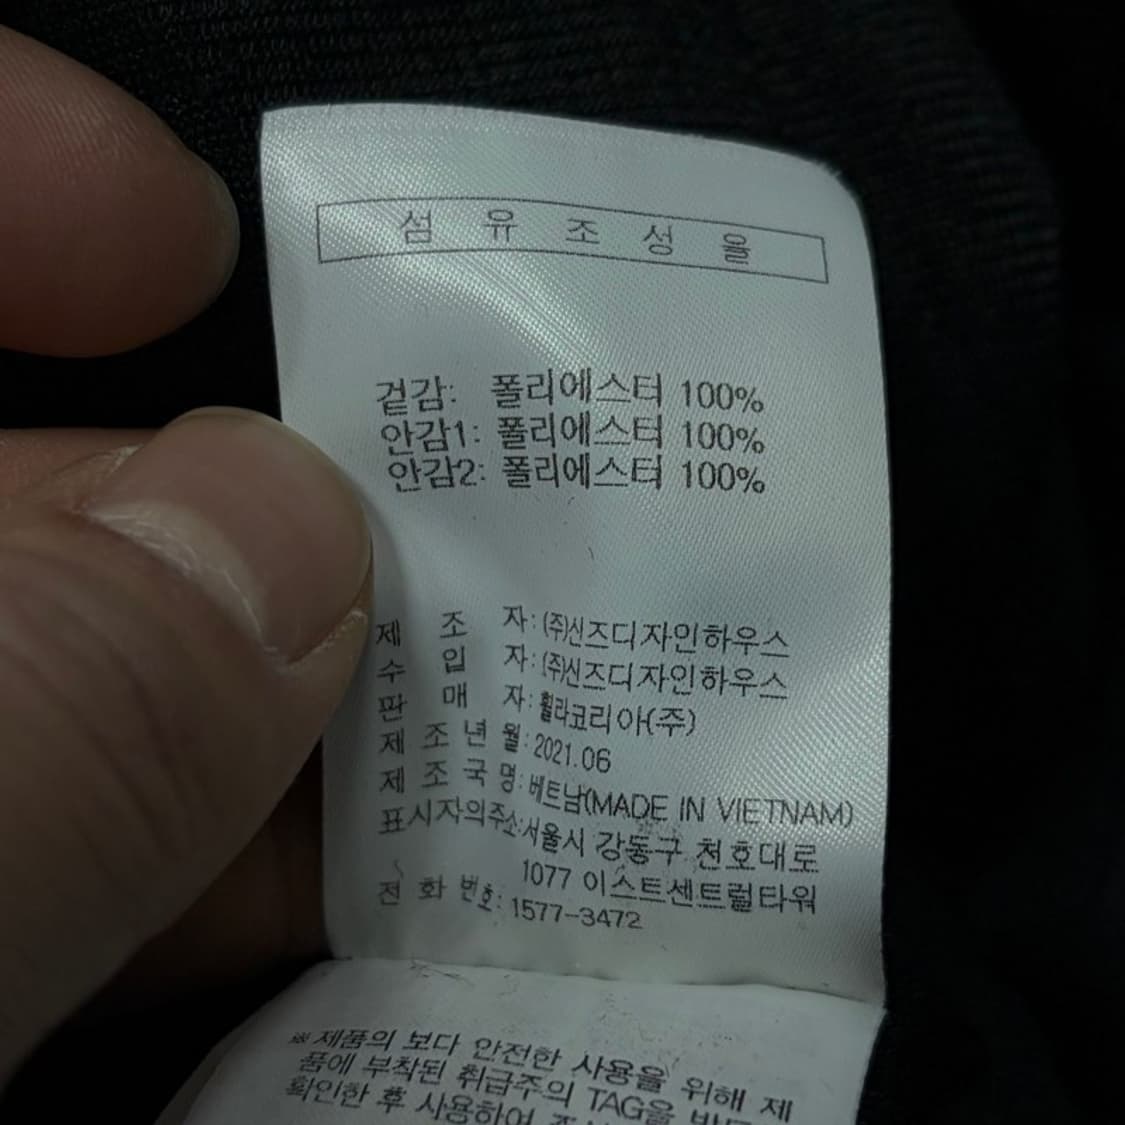 섬 유 조 성 율
겉감: 폴리에스터 100%
안감1: 폴리에스터 100%
안감2: 폴리에스터 100%
제 조 자: (주)신즈디자인하우스
수 입 자: (주)신즈디자인하우스
판 매 자: 휠라코리아(주)
제 조 년 월: 2021.06
제 조 국 명: 베트남(MADE IN VIETNAM)
표시자의주소:서울시 강동구 천호대로
1077 이스트센트럴타워
전 화 번호: 1577-3472
※ 제품의 보다 안전한 사용을 위해 제
품에 부착된 취급주의 TAG을
확인한 후 사용하여